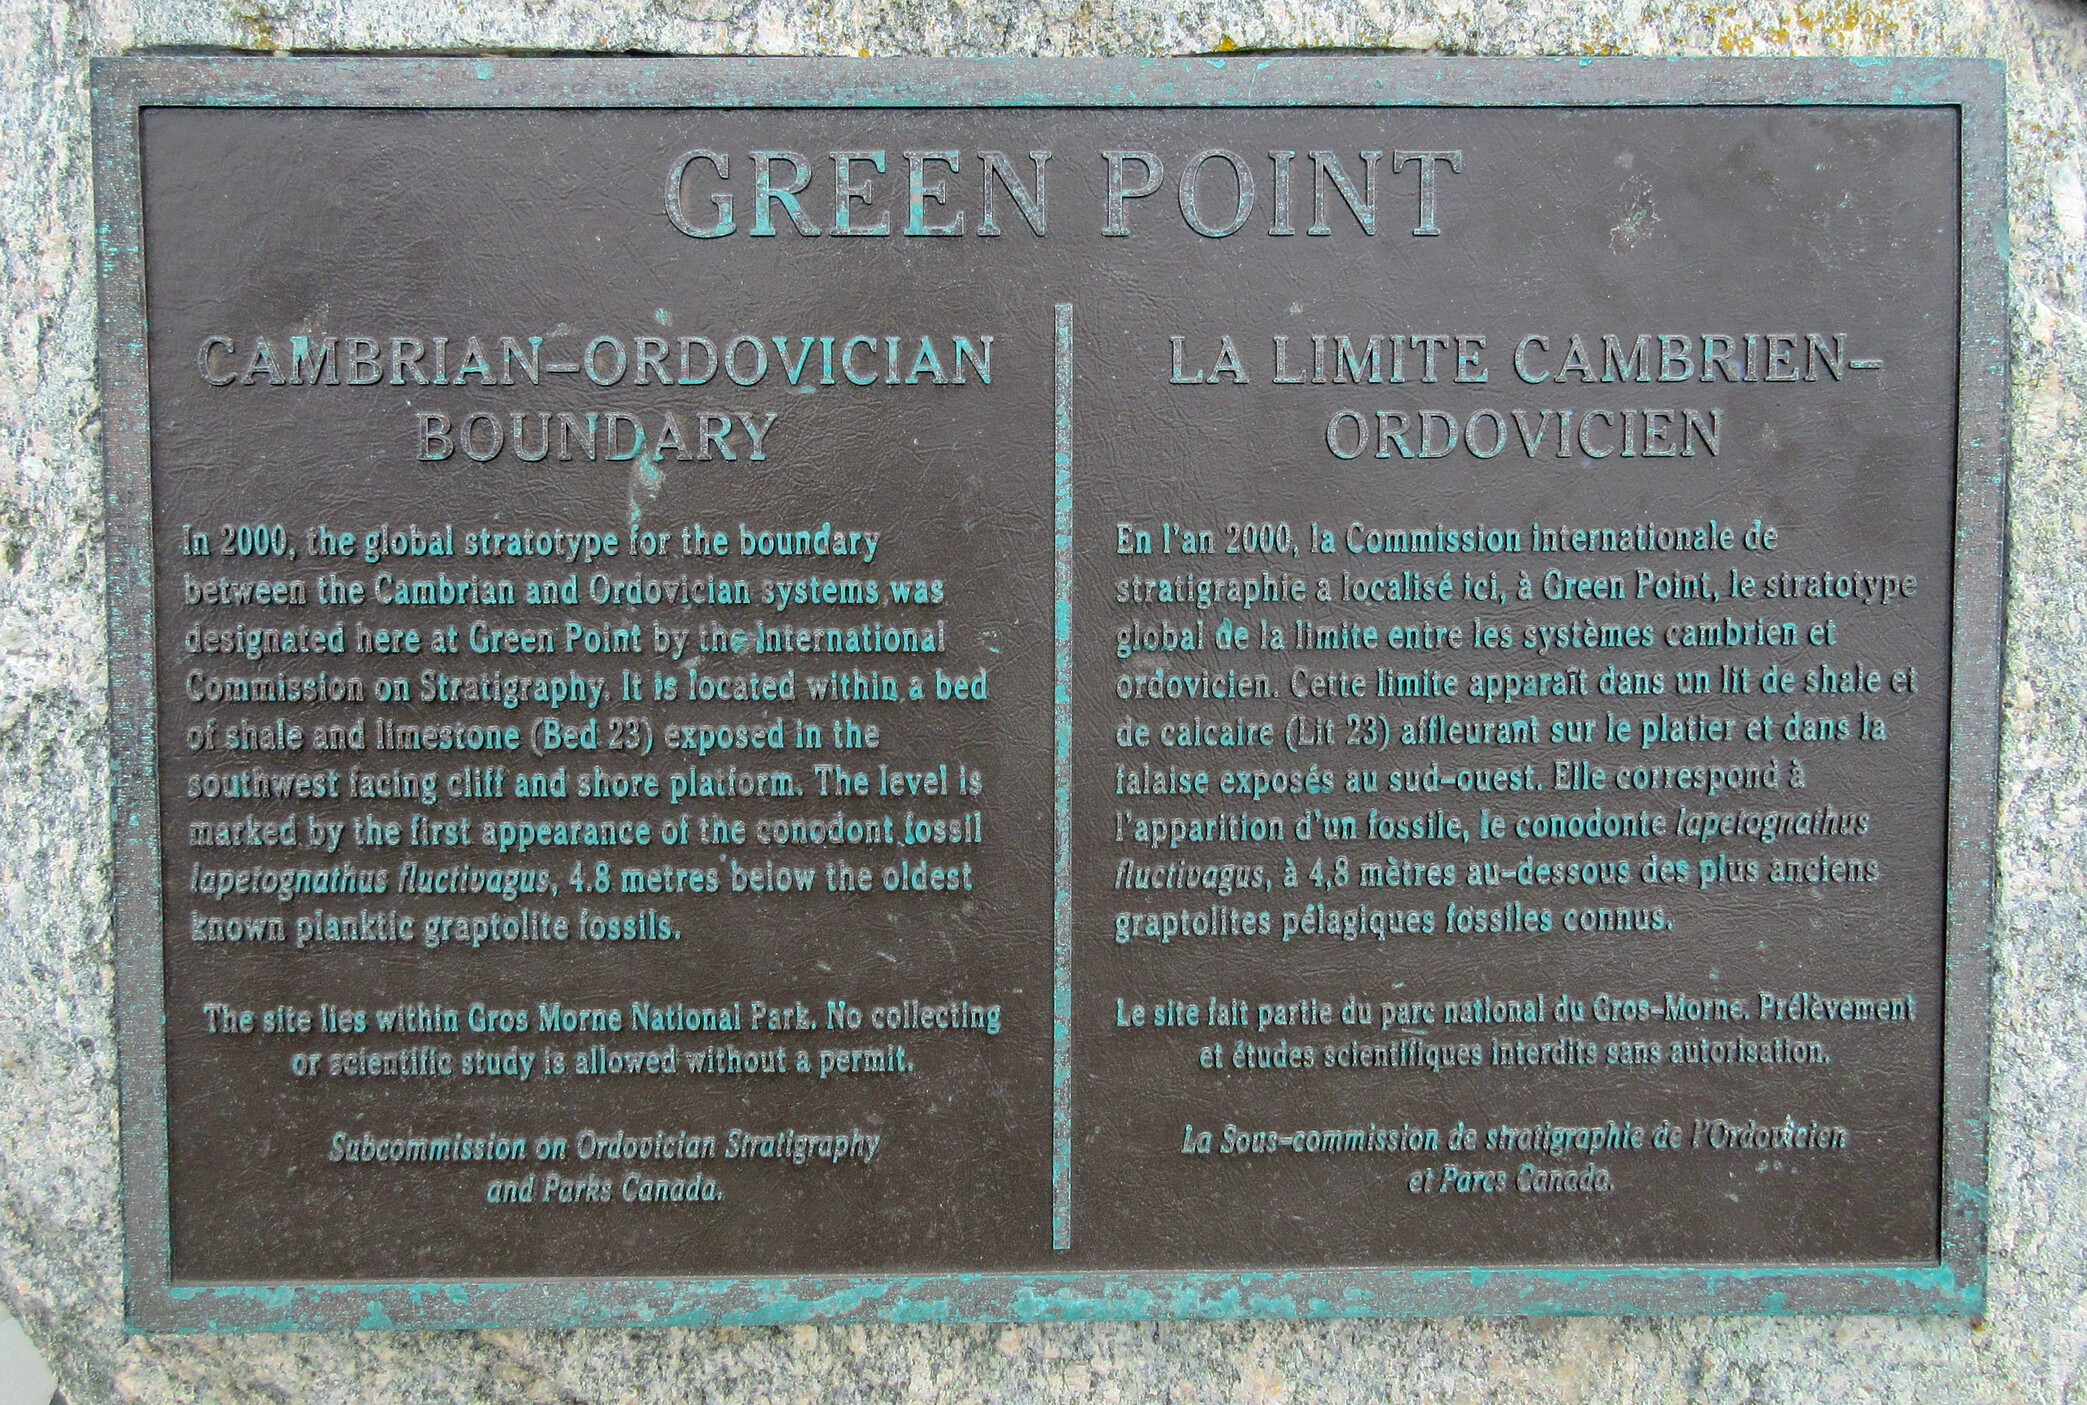 GREEN POINT
CAMBRIAN–ORDOVICIAN
BOUNDARY
In 2000, the global stratotype for the boundary
between the Cambrian and Ordovician systems was
designated here at Green Point by the International
Commission on Stratigraphy. It is located within a bed
of shale and limestone (Bed 23) exposed in the
southwest facing cliff and shore platform. The level is
marked by the first appearance of the conodont fossil
Iapetognathus fluctivagus, 4.8 metres below the oldest
known planktic graptolite fossils.
The site lies within Gros Morne National Park. No collecting
or scientific study is allowed without a permit.
Subcommission on Ordovician Stratigraphy
and Parks Canada.
LA LIMITE CAMBRIEN–
ORDOVICIEN
En l'an 2000, la Commission internationale de
stratigraphie a localisé ici, à Green Point, le stratotype
global de la limite entre les systèmes cambrien et
ordovicien. Cette limite apparaît dans un lit de shale et
de calcaire (Lit 23) affleurant sur le platier et dans la
falaise exposés au sud-ouest. Elle correspond à
l'apparition d'un fossile, le conodonte Iapetognathus
fluctivagus, à 4,8 mètres au-dessous des plus anciens
graptolites pélagiques fossiles connus.
Le site fait partie du parc national du Gros-Morne. Prélèvement
et études scientifiques interdits sans autorisation.
La Sous-commission de stratigraphie de l'Ordovicien
et Parcs Canada.